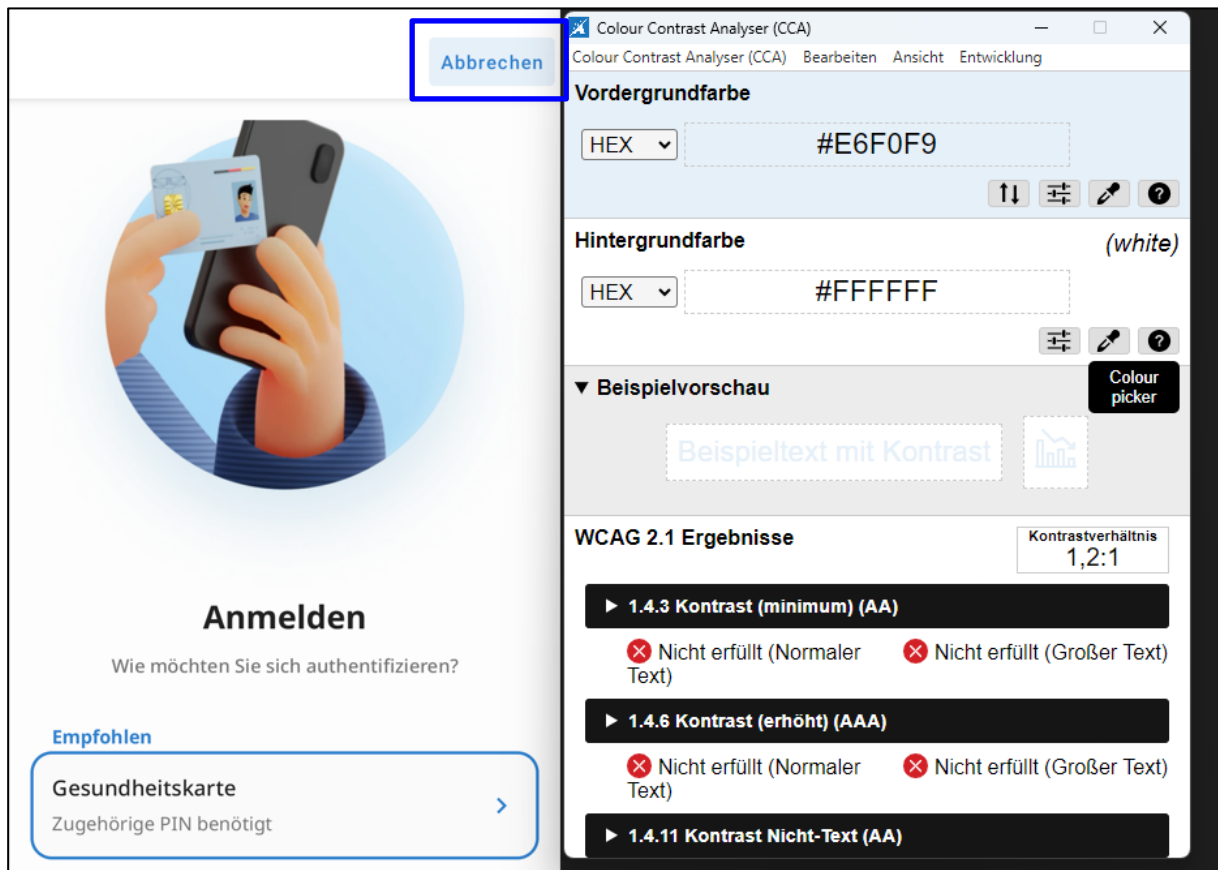 Abbrechen
Anmelden
Wie möchten Sie sich authentifizieren?
Empfohlen
Gesundheitskarte
Zugehörige PIN benötigt
Colour Contrast Analyser (CCA)
Colour Contrast Analyser (CCA) Bearbeiten Ansicht Entwicklung
Vordergrundfarbe
HEX #E6F0F9
Hintergrundfarbe (white)
HEX #FFFFFF
Colour
picker
Beispielvorschau
Beispieltext mit Kontrast
WCAG 2.1 Ergebnisse
Kontrastverhältnis
1,2:1
1.4.3 Kontrast (minimum) (AA)
Nicht erfüllt (Normaler Text)
Nicht erfüllt (Großer Text)
1.4.6 Kontrast (erhöht) (AAA)
Nicht erfüllt (Normaler Text)
Nicht erfüllt (Großer Text)
1.4.11 Kontrast Nicht-Text (AA)